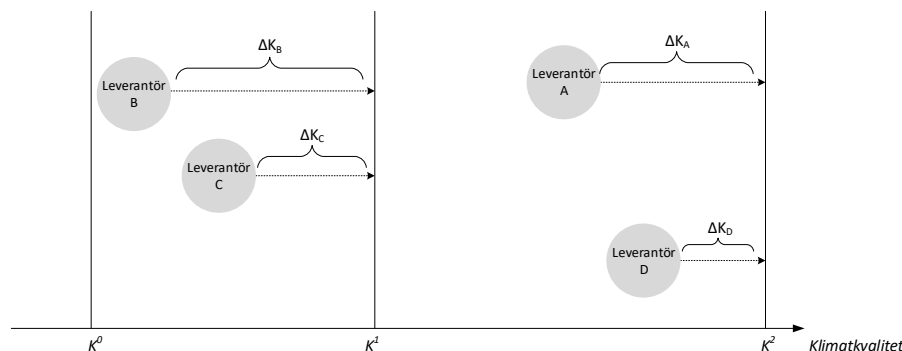 ΔK_B
Leverantör
B
ΔK_A
Leverantör
A
ΔK_C
Leverantör
C
ΔK_D
Leverantör
D
K^0
K^1
K^2
Klimatkvalitet